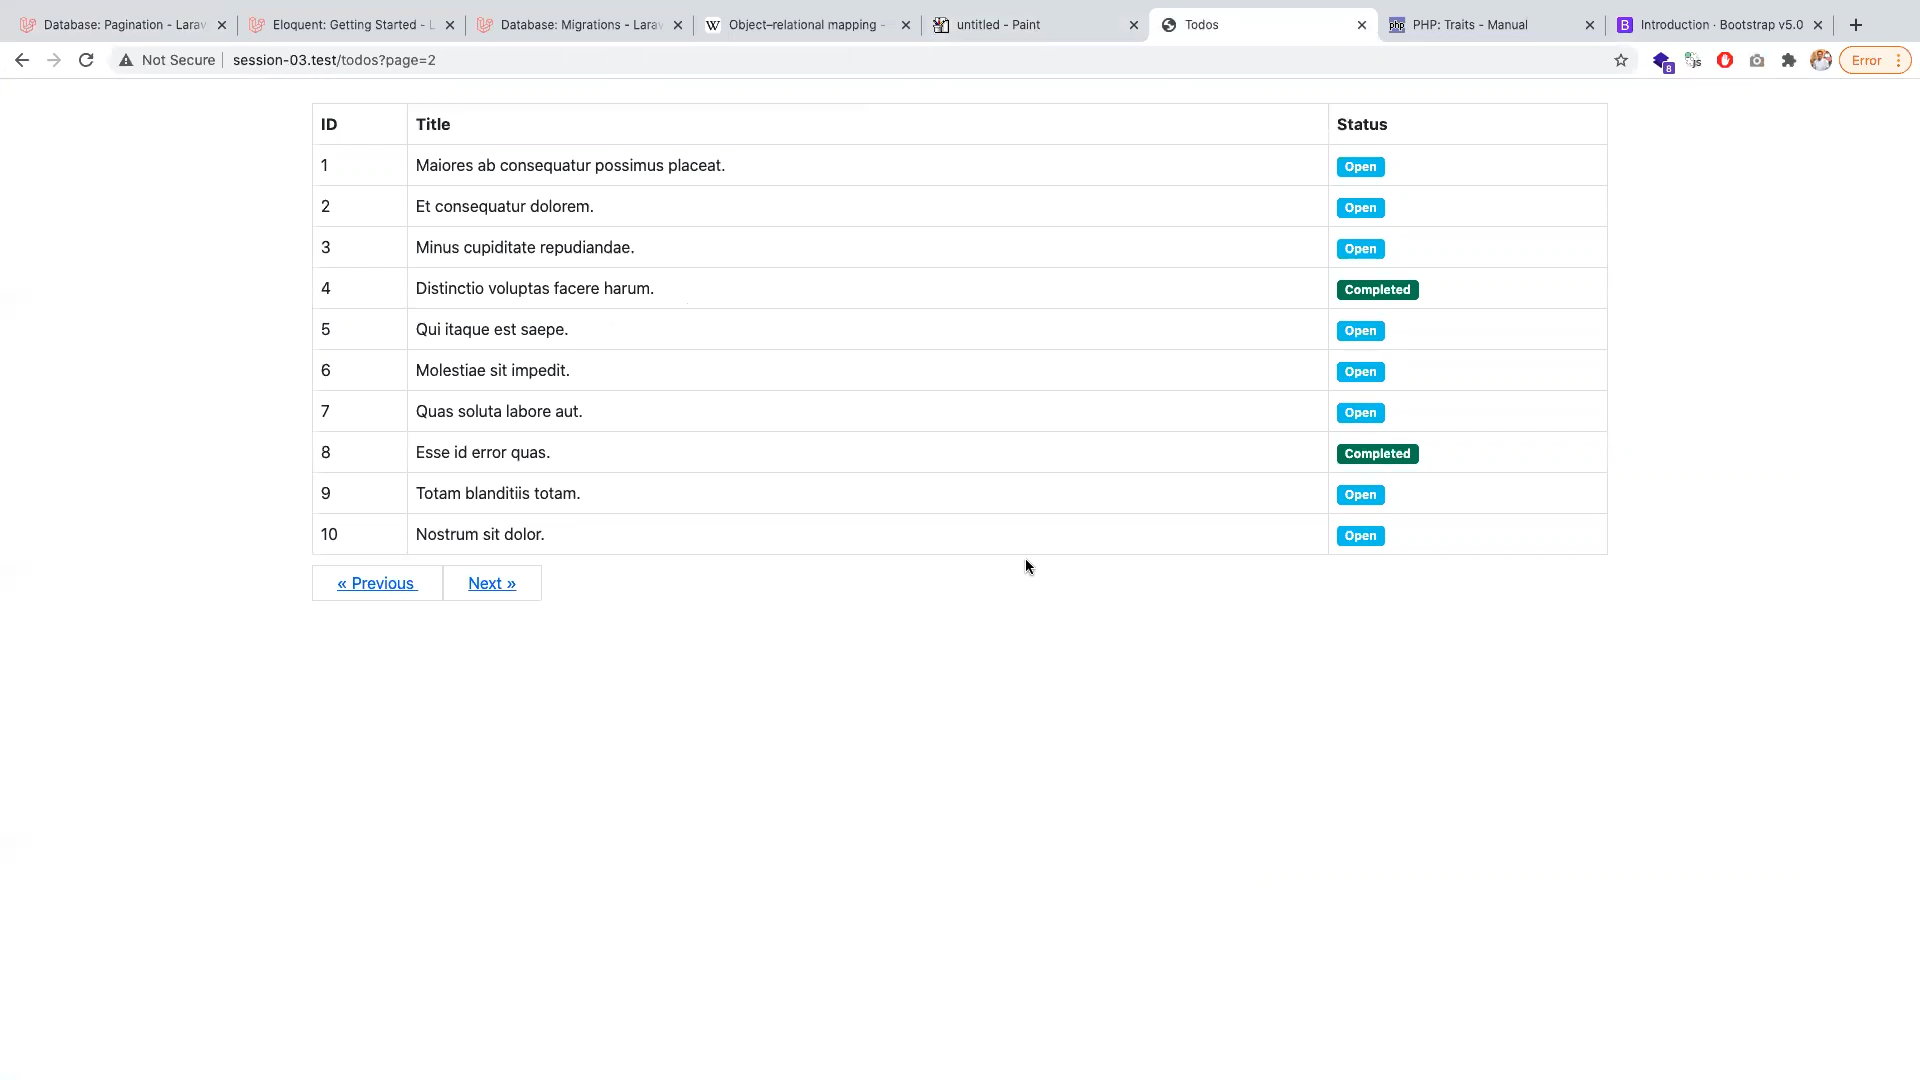 Database: Pagination - Larav
Eloquent: Getting Started - L
Database: Migrations - Larav
W Object–relational mapping -
untitled - Paint
Todos
php PHP: Traits - Manual
B Introduction · Bootstrap v5.0
Not Secure session-03.test/todos?page=2
8
JS
Error
ID Title Status
1 Maiores ab consequatur possimus placeat. Open
2 Et consequatur dolorem. Open
3 Minus cupiditate repudiandae. Open
4 Distinctio voluptas facere harum. Completed
5 Qui itaque est saepe. Open
6 Molestiae sit impedit. Open
7 Quas soluta labore aut. Open
8 Esse id error quas. Completed
9 Totam blanditiis totam. Open
10 Nostrum sit dolor. Open
« Previous Next »